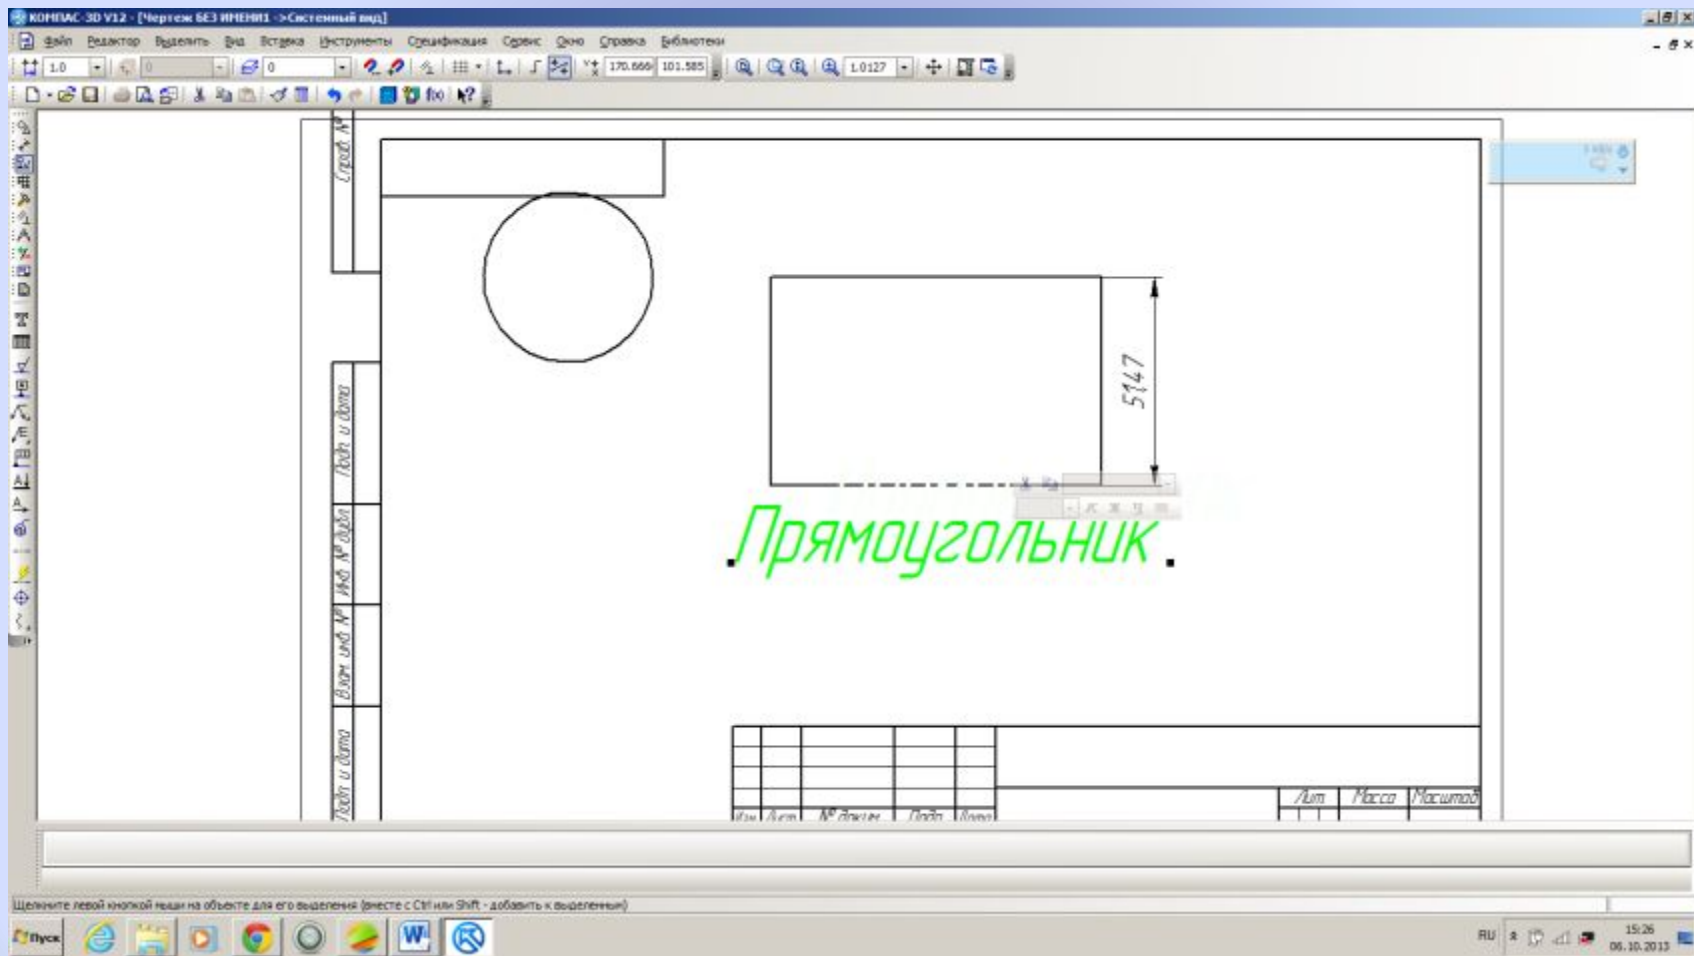 КОМПАС-3D V12 - [Чертеж БЕЗ ИМЕНИ1 ->Системный вид]
Файл Редактор Выделить Вид Вставка Инструменты Спецификация Сервис Окно Справка Библиотеки
1.0 0 0 170.666 101.585 1.0127
f(x)
Справ. №
5147
Прямоугольник
Подп. и дата
Инв. № дубл.
Взам. инв. №
Подп. и дата
Лит. Масса Масштаб
Изм. Лист № докум. Подп. Дата
Щелкните левой кнопкой мыши на объекте для его выделения (вместе с Ctrl или Shift - добавить к выделенным)
Пуск
RU
15:26
06.10.2013